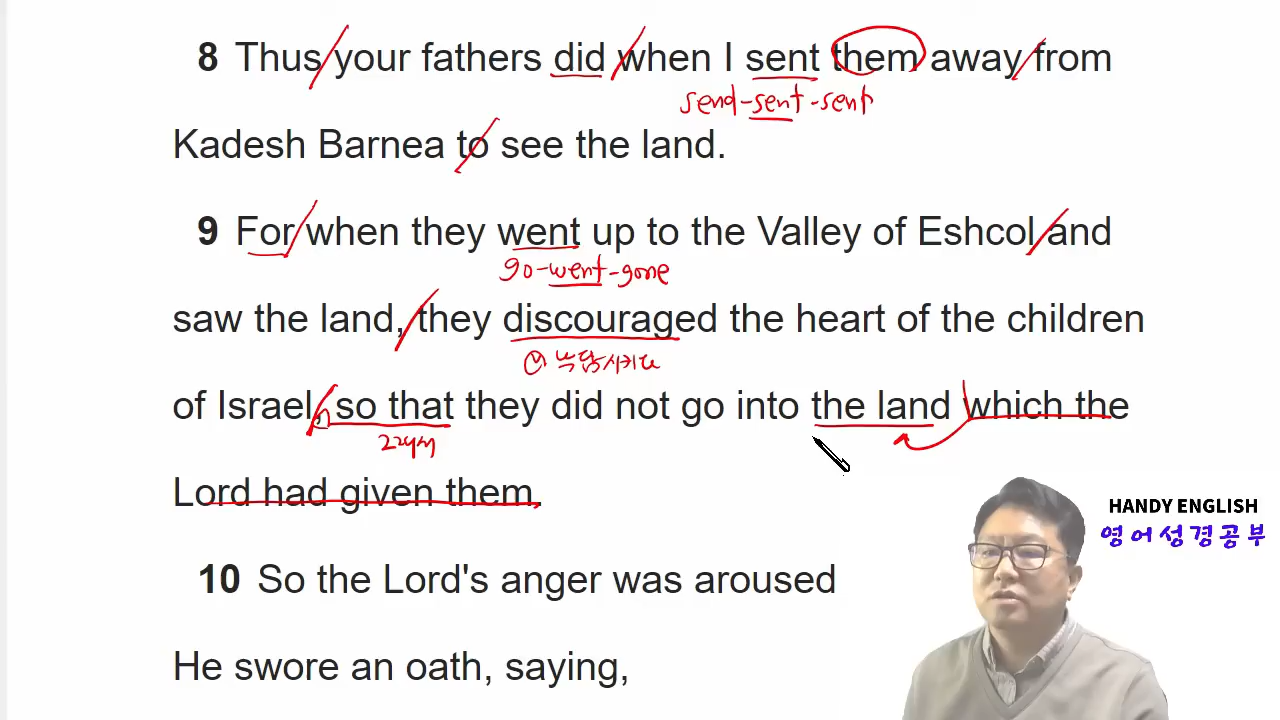 8 Thus your fathers did when I sent them away from
send-sent-sent
Kadesh Barnea to see the land.
9 For when they went up to the Valley of Eshcol and
go-went-gone
saw the land, they discouraged the heart of the children
낙담시키다
of Israel, so that they did not go into the land which the
그래서
Lord had given them.
HANDY ENGLISH
영어성경공부
10 So the Lord's anger was aroused
He swore an oath, saying,